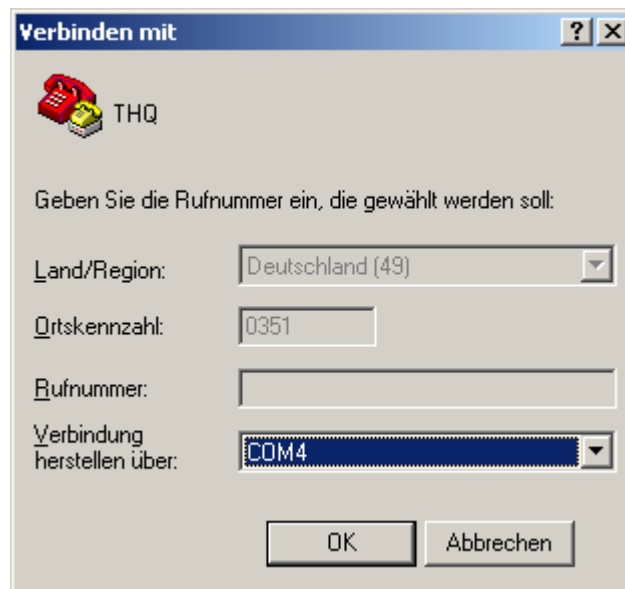 Verbinden mit
THQ
Geben Sie die Rufnummer ein, die gewählt werden soll:
Land/Region: Deutschland (49)
Ortskennzahl: 0351
Rufnummer:
Verbindung
herstellen über: COM4
OK Abbrechen